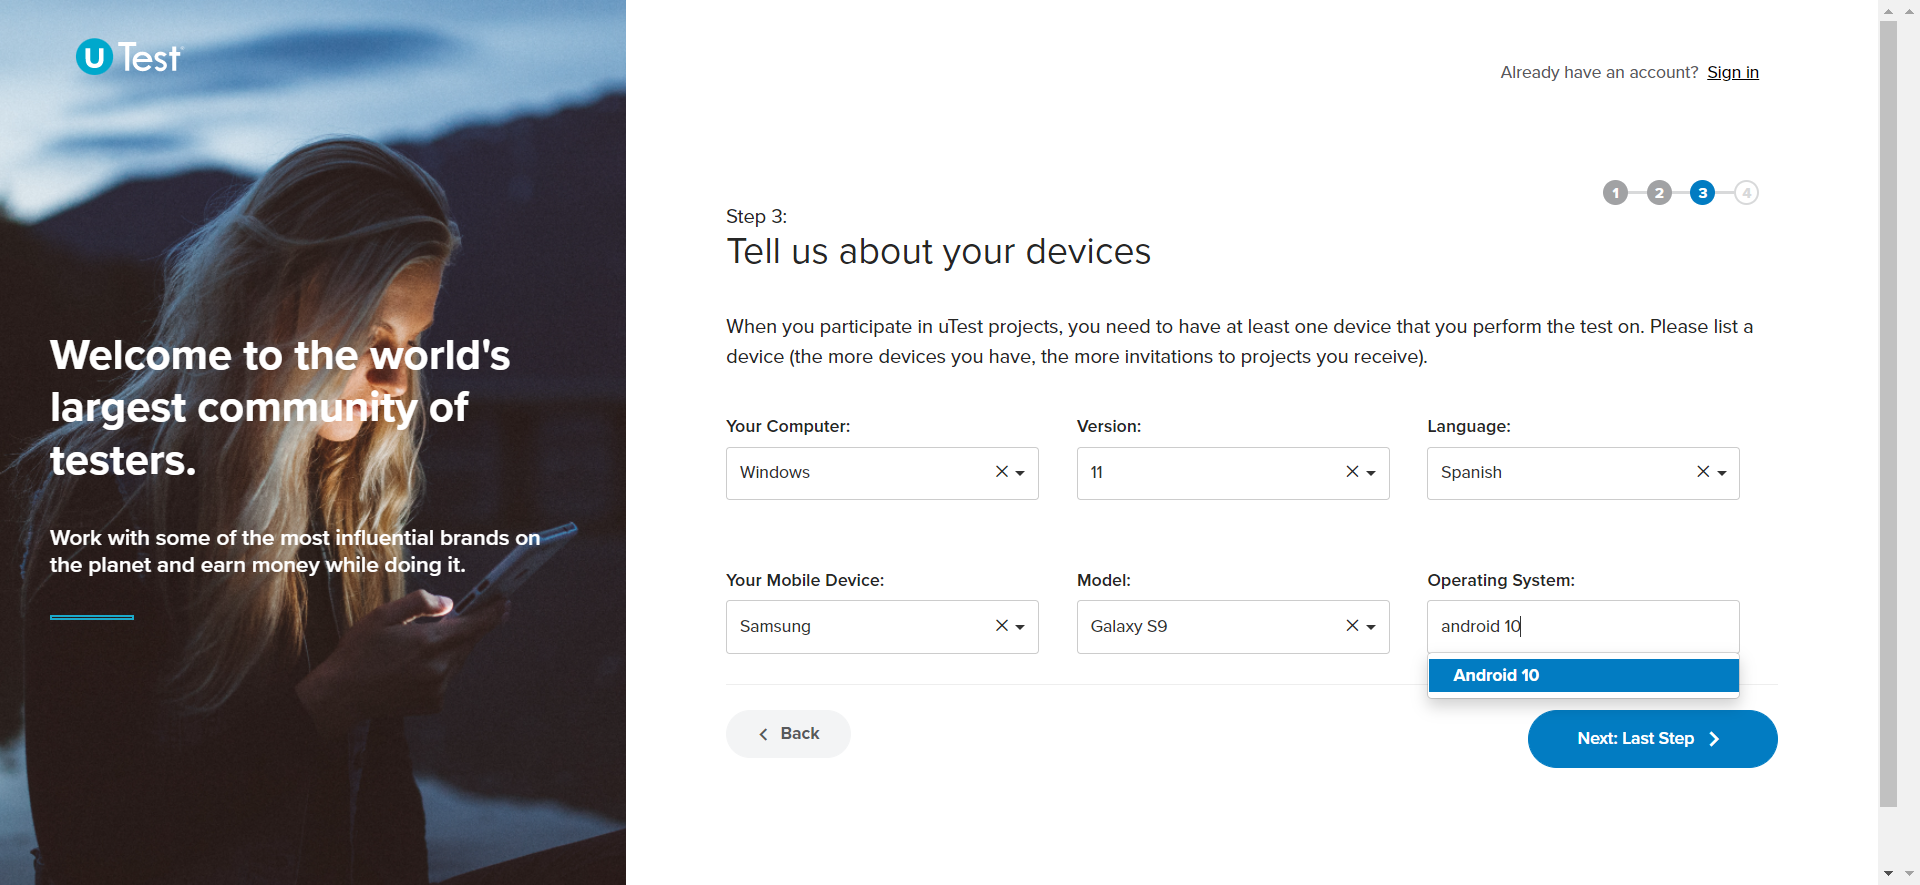 U Test
Already have an account? Sign in
1 2 3 4
Step 3:
Tell us about your devices
Welcome to the world's
largest community of
testers.
Work with some of the most influential brands on
the planet and earn money while doing it.
When you participate in uTest projects, you need to have at least one device that you perform the test on. Please list a
device (the more devices you have, the more invitations to projects you receive).
Your Computer: Version: Language:
Windows 11 Spanish
Your Mobile Device: Model: Operating System:
Samsung Galaxy S9 android 10
Android 10
Back Next: Last Step